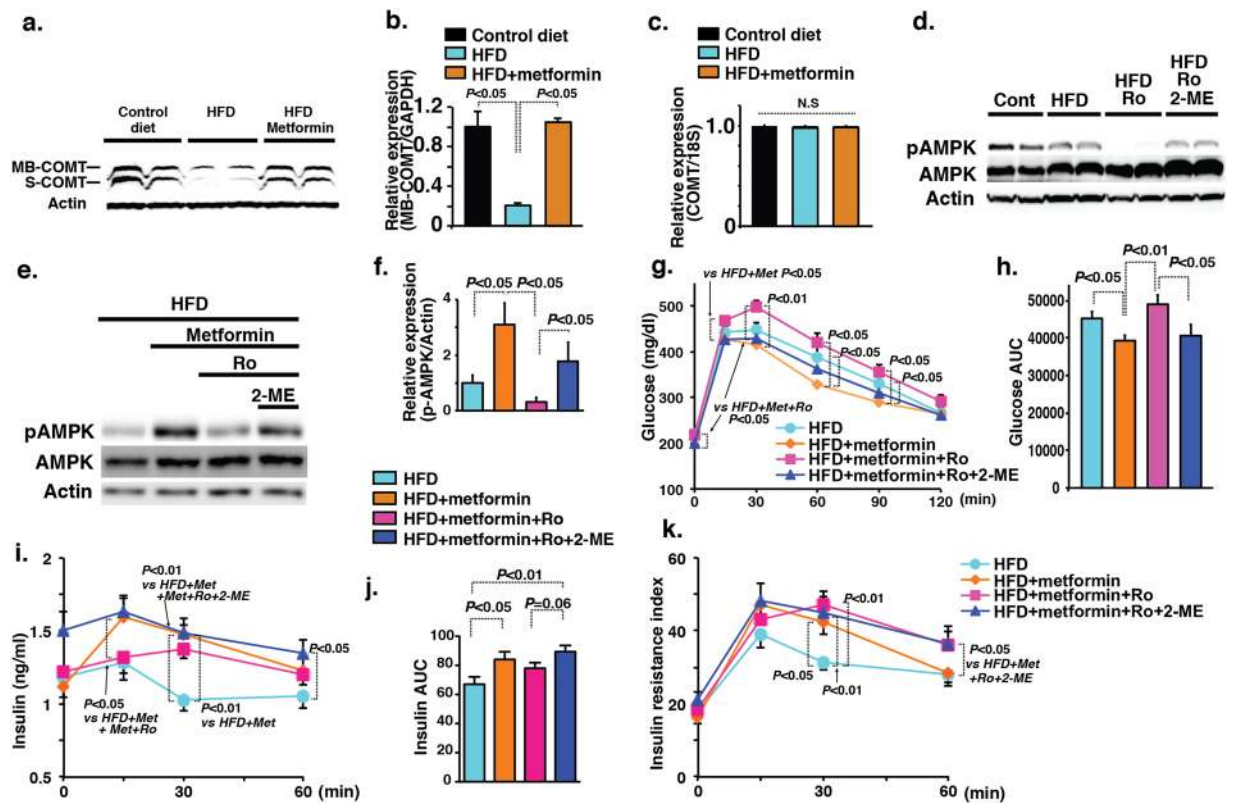 a.
Control
diet
HFD
HFD
Metformin
MB-COMT
S-COMT
Actin
b.
Control diet
HFD
HFD+metformin
P<0.05
P<0.05
Relative expression
(MB-COMT/GAPDH)
1.2
0.8
0.4
0
c.
Control diet
HFD
HFD+metformin
N.S
Relative expression
(COMT/18S)
1.0
0
d.
Cont
HFD
HFD
Ro
HFD
Ro
2-ME
pAMPK
AMPK
Actin
e.
HFD
Metformin
Ro
2-ME
pAMPK
AMPK
Actin
f.
P<0.05
P<0.05
P<0.05
Relative expression
(p-AMPK/Actin)
4
3
2
1
0
HFD
HFD+metformin
HFD+metformin+Ro
HFD+metformin+Ro+2-ME
g.
vs HFD+Met P<0.05
P<0.01
P<0.05
P<0.05
P<0.05
vs HFD+Met+Ro
P<0.05
Glucose (mg/dl)
500
400
300
200
100
0
30
60
90
120
(min)
HFD
HFD+metformin
HFD+metformin+Ro
HFD+metformin+Ro+2-ME
h.
P<0.01
P<0.05
P<0.05
Glucose AUC
50000
40000
30000
20000
10000
0
i.
Insulin (ng/ml)
2
1.5
1
0.5
P<0.01
vs HFD+Met
+Met+Ro+2-ME
P<0.05
P<0.05
vs HFD+Met
+ Met+Ro
P<0.01
vs HFD+Met
0
30
60
(min)
j.
P<0.01
P<0.05
P=0.06
Insulin AUC
100
80
60
40
20
0
k.
Insulin resistance index
60
40
20
0
P<0.01
P<0.05
P<0.01
P<0.05
vs HFD+Met
+Ro+2-ME
0
30
60
(min)
HFD
HFD+metformin
HFD+metformin+Ro
HFD+metformin+Ro+2-ME